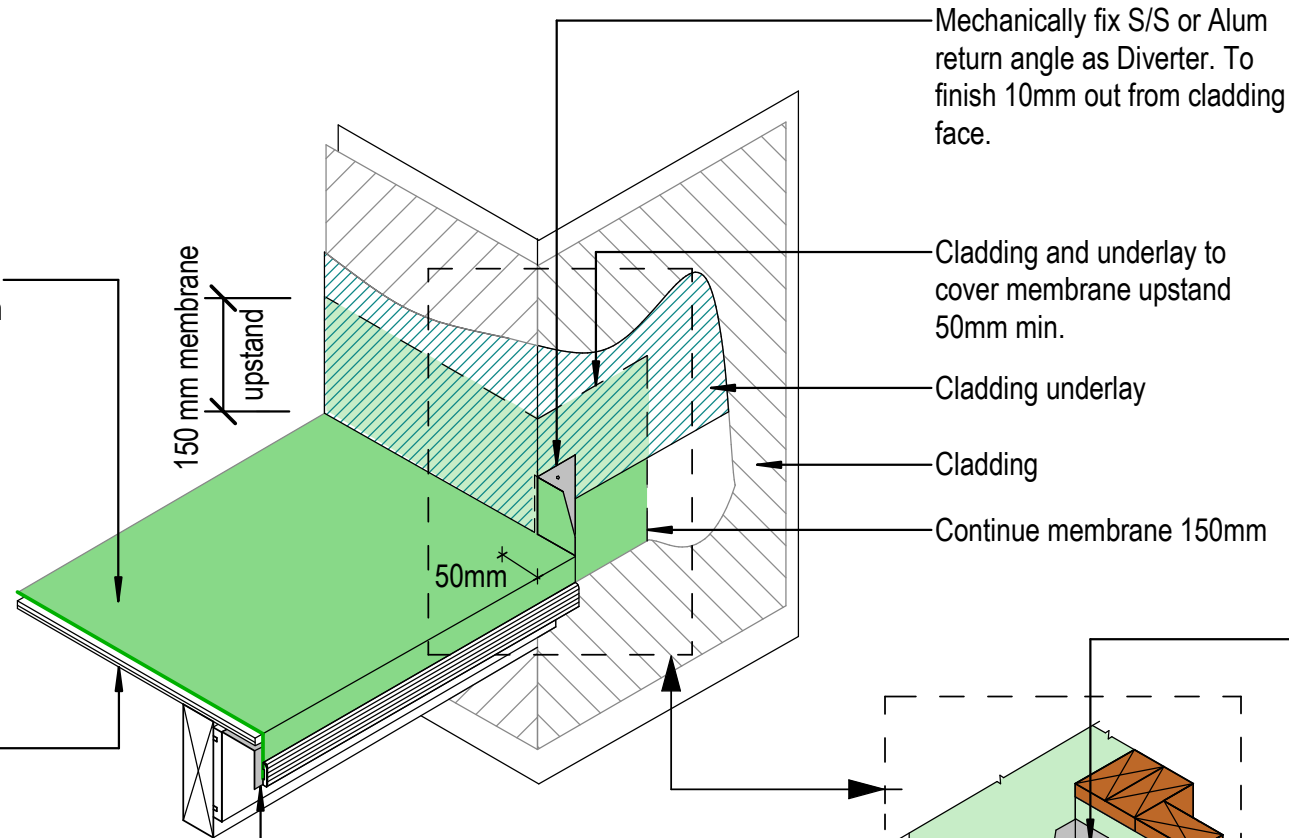 Mechanically fix S/S or Alum
return angle as Diverter. To
finish 10mm out from cladding
face.
Cladding and underlay to
cover membrane upstand
50mm min.
Cladding underlay
Cladding
Continue membrane 150mm
150 mm membrane
upstand
50mm